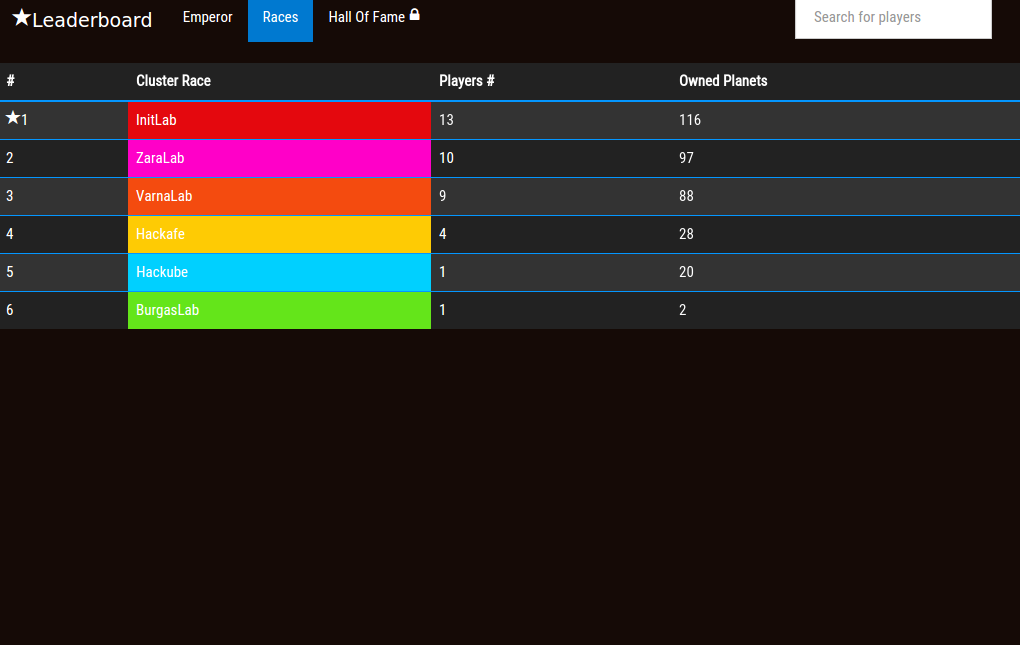 ★Leaderboard Emperor Races Hall Of Fame Search for players
# Cluster Race Players # Owned Planets
★1 InitLab 13 116
2 ZaraLab 10 97
3 VarnaLab 9 88
4 Hackafe 4 28
5 Hackube 1 20
6 BurgasLab 1 2